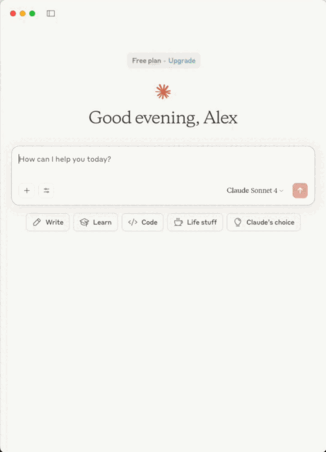 Free plan · Upgrade
Good evening, Alex
How can I help you today?
Claude Sonnet 4
Write
Learn
Code
Life stuff
Claude's choice